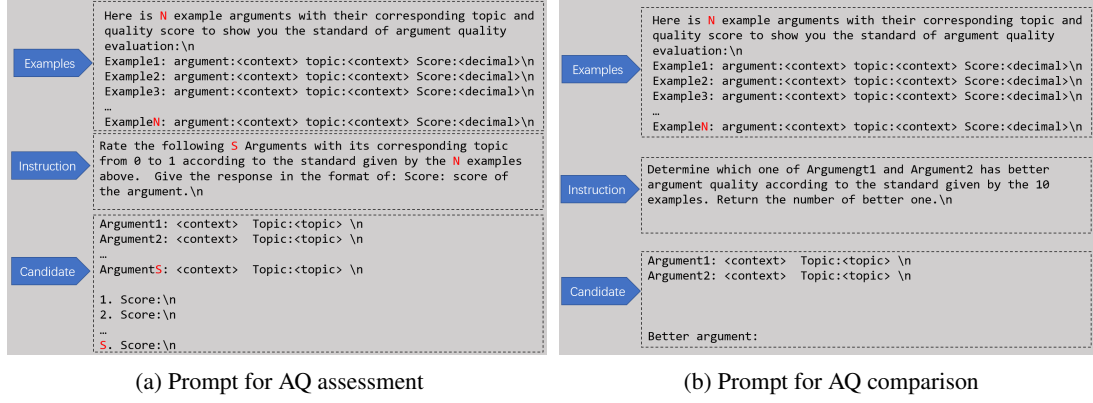 Examples
Here is N example arguments with their corresponding topic and
quality score to show you the standard of argument quality
evaluation:\n
Example1: argument:<context> topic:<context> Score:<decimal>\n
Example2: argument:<context> topic:<context> Score:<decimal>\n
Example3: argument:<context> topic:<context> Score:<decimal>\n
…
ExampleN: argument:<context> topic:<context> Score:<decimal>\n
Instruction
Rate the following S Arguments with its corresponding topic
from 0 to 1 according to the standard given by the N examples
above.  Give the response in the format of: Score: score of
the argument.\n
Candidate
Argument1: <context>  Topic:<topic> \n
Argument2: <context>  Topic:<topic> \n
…
ArgumentS: <context>  Topic:<topic> \n
1. Score:\n
2. Score:\n
…
S. Score:\n
(a) Prompt for AQ assessment
Examples
Here is N example arguments with their corresponding topic and
quality score to show you the standard of argument quality
evaluation:\n
Example1: argument:<context> topic:<context> Score:<decimal>\n
Example2: argument:<context> topic:<context> Score:<decimal>\n
Example3: argument:<context> topic:<context> Score:<decimal>\n
…
ExampleN: argument:<context> topic:<context> Score:<decimal>\n
Instruction
Determine which one of Argumengt1 and Argument2 has better
argument quality according to the standard given by the 10
examples. Return the number of better one.\n
Candidate
Argument1: <context>  Topic:<topic> \n
Argument2: <context>  Topic:<topic> \n
Better argument:
(b) Prompt for AQ comparison